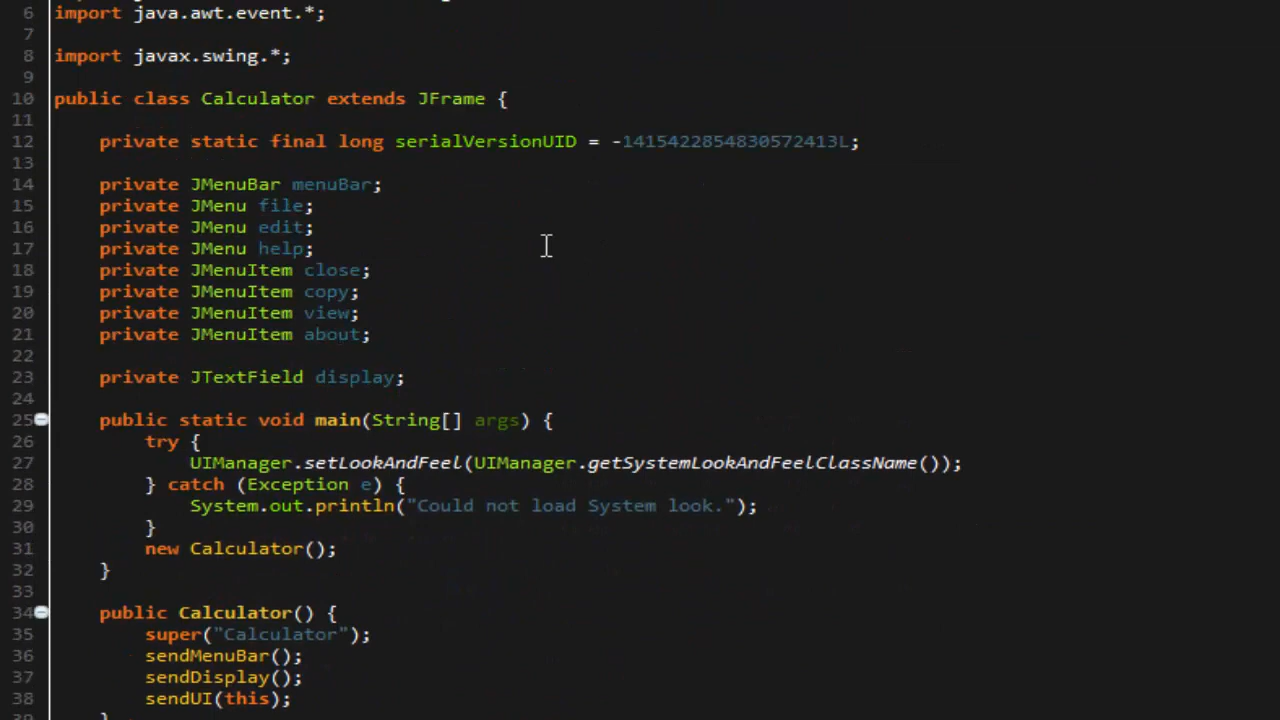 6 import java.awt.event.*;
7
8 import javax.swing.*;
9
10 public class Calculator extends JFrame {
11
12 private static final long serialVersionUID = -1415422854830572413L;
13
14 private JMenuBar menuBar;
15 private JMenu file;
16 private JMenu edit;
17 private JMenu help;
18 private JMenuItem close;
19 private JMenuItem copy;
20 private JMenuItem view;
21 private JMenuItem about;
22
23 private JTextField display;
24
25 public static void main(String[] args) {
26 try {
27 UIManager.setLookAndFeel(UIManager.getSystemLookAndFeelClassName());
28 } catch (Exception e) {
29 System.out.println("Could not load System look.");
30 }
31 new Calculator();
32 }
33
34 public Calculator() {
35 super("Calculator");
36 sendMenuBar();
37 sendDisplay();
38 sendUI(this);
39 }